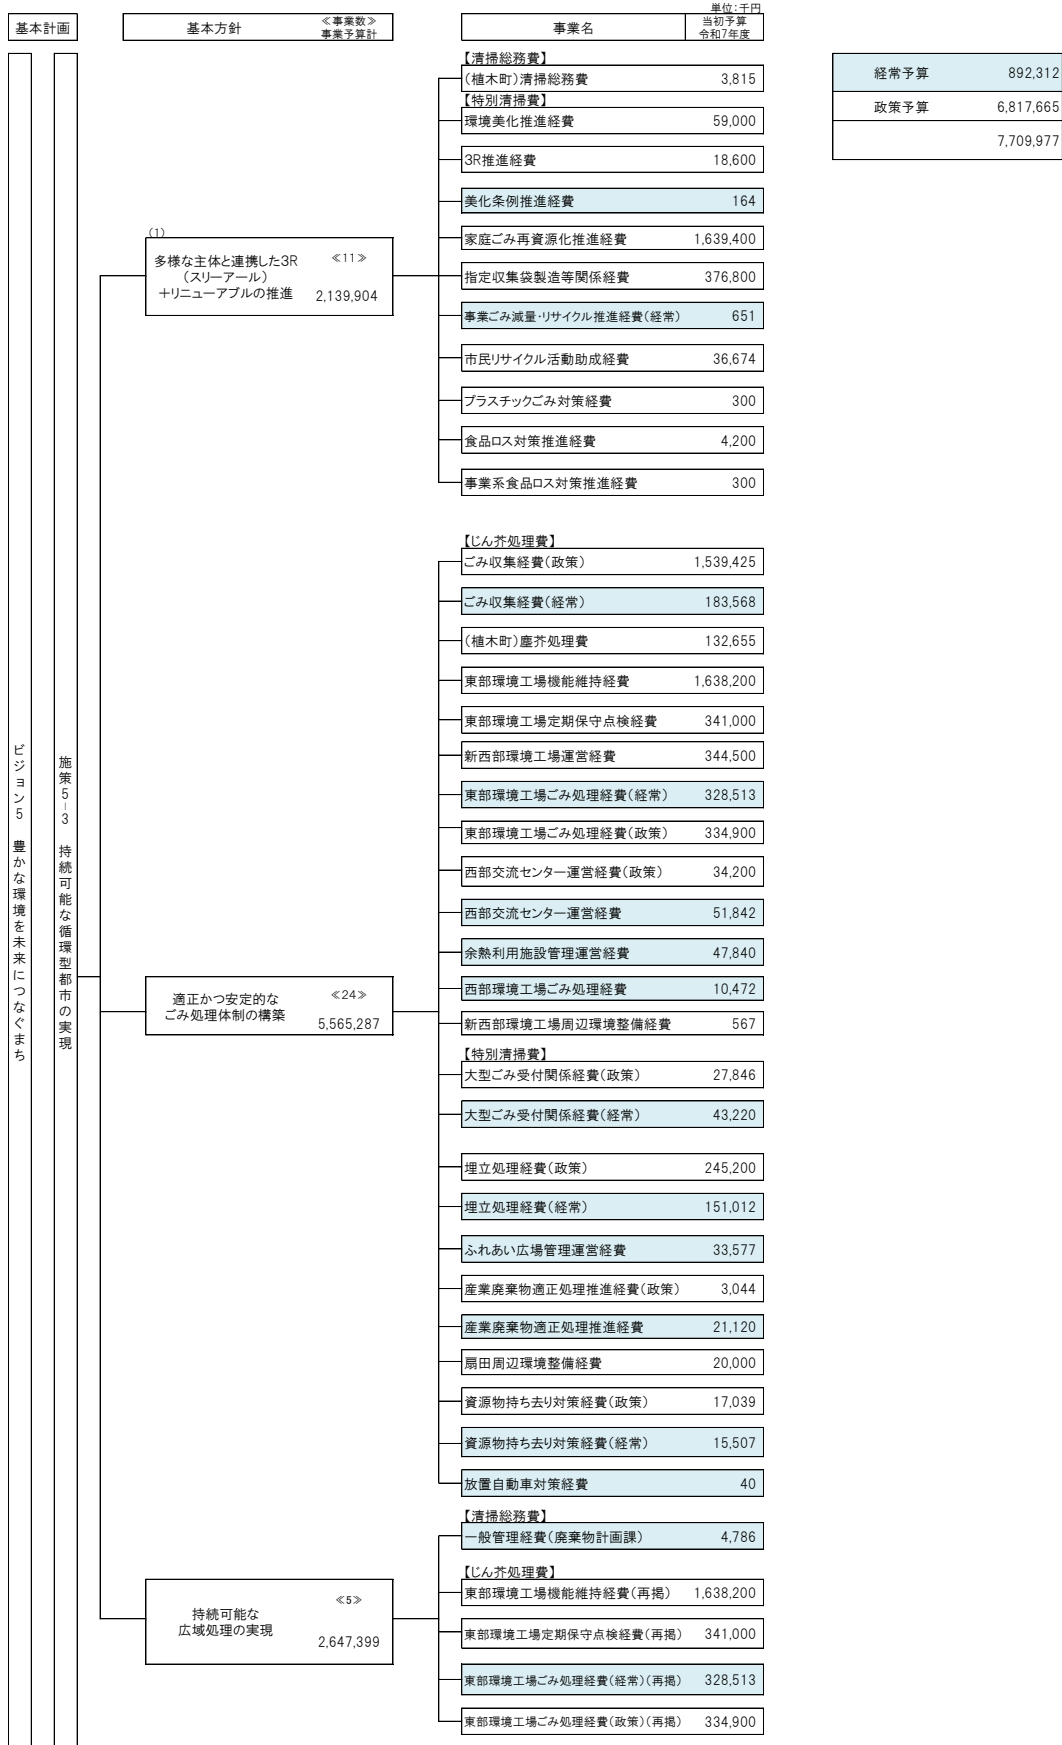 単位:千円
基本計画
基本方針
≪事業数≫
事業予算計
事業名
当初予算
令和7年度
経常予算 892,312
政策予算 6,817,665
7,709,977
ビジョン5 豊かな環境を未来につなぐまち
施策5-3 持続可能な循環型都市の実現
(1)
多様な主体と連携した3R
(スリーアール)
+リニューアブルの推進
≪11≫
2,139,904
【清掃総務費】
(植木町)清掃総務費 3,815
【特別清掃費】
環境美化推進経費 59,000
3R推進経費 18,600
美化条例推進経費 164
家庭ごみ再資源化推進経費 1,639,400
指定収集袋製造等関係経費 376,800
事業ごみ減量・リサイクル推進経費(経常) 651
市民リサイクル活動助成経費 36,674
プラスチックごみ対策経費 300
食品ロス対策推進経費 4,200
事業系食品ロス対策推進経費 300
適正かつ安定的な
ごみ処理体制の構築
≪24≫
5,565,287
【じん芥処理費】
ごみ収集経費(政策) 1,539,425
ごみ収集経費(経常) 183,568
(植木町)塵芥処理費 132,655
東部環境工場機能維持経費 1,638,200
東部環境工場定期保守点検経費 341,000
新西部環境工場運営経費 344,500
東部環境工場ごみ処理経費(経常) 328,513
東部環境工場ごみ処理経費(政策) 334,900
西部交流センター運営経費(政策) 34,200
西部交流センター運営経費 51,842
余熱利用施設管理運営経費 47,840
西部環境工場ごみ処理経費 10,472
新西部環境工場周辺環境整備経費 567
【特別清掃費】
大型ごみ受付関係経費(政策) 27,846
大型ごみ受付関係経費(経常) 43,220
埋立処理経費(政策) 245,200
埋立処理経費(経常) 151,012
ふれあい広場管理運営経費 33,577
産業廃棄物適正処理推進経費(政策) 3,044
産業廃棄物適正処理推進経費 21,120
扇田周辺環境整備経費 20,000
資源物持ち去り対策経費(政策) 17,039
資源物持ち去り対策経費(経常) 15,507
放置自動車対策経費 40
持続可能な
広域処理の実現
≪5≫
2,647,399
【清掃総務費】
一般管理経費(廃棄物計画課) 4,786
【じん芥処理費】
東部環境工場機能維持経費(再掲) 1,638,200
東部環境工場定期保守点検経費(再掲) 341,000
東部環境工場ごみ処理経費(経常)(再掲) 328,513
東部環境工場ごみ処理経費(政策)(再掲) 334,900